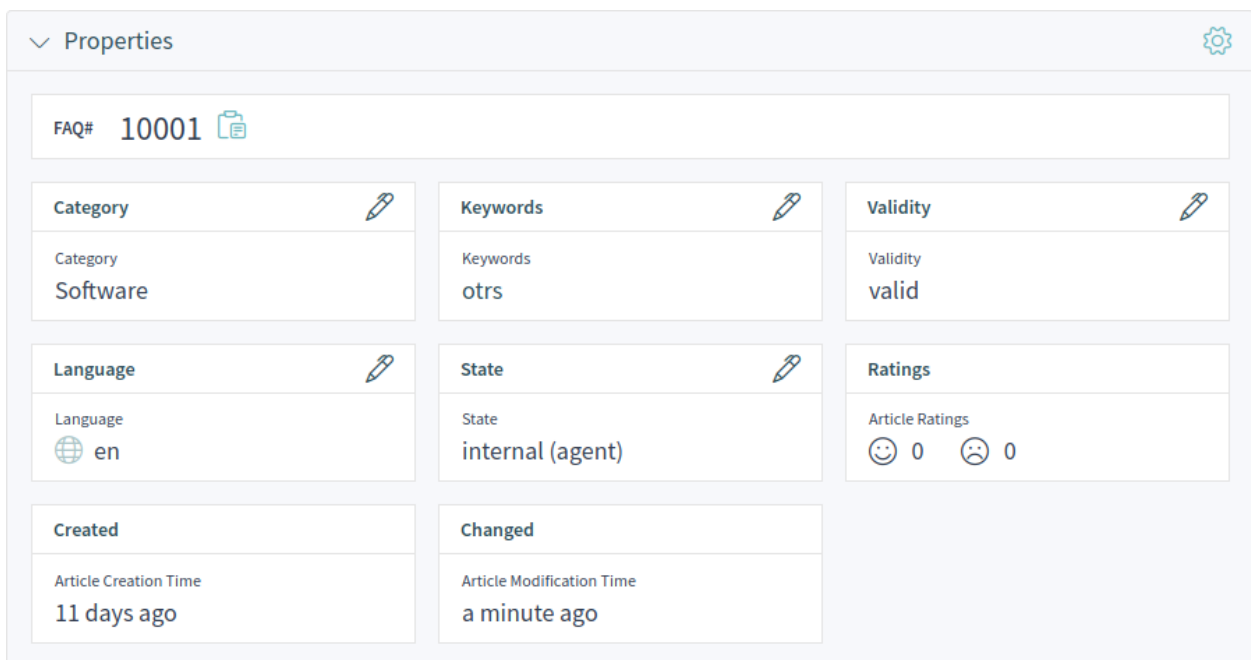 Properties
FAQ# 10001
Category
Category
Software
Keywords
Keywords
otrs
Validity
Validity
valid
Language
Language
en
State
State
internal (agent)
Ratings
Article Ratings
0 0
Created
Article Creation Time
11 days ago
Changed
Article Modification Time
a minute ago